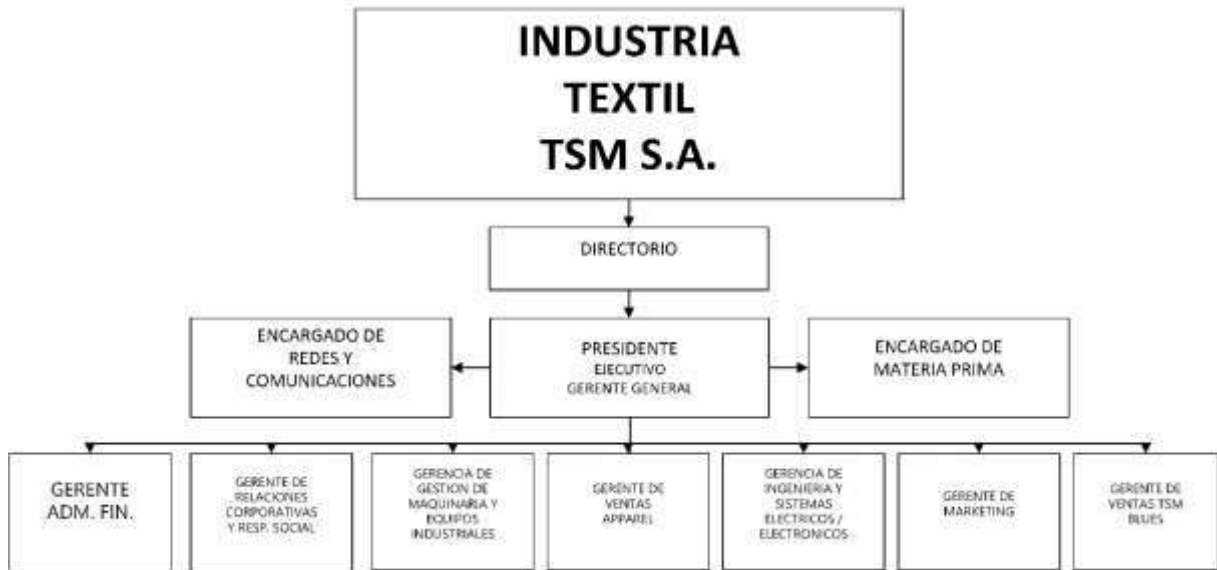 INDUSTRIA
TEXTIL
TSM S.A.
DIRECTORIO
ENCARGADO DE
REDES Y
COMUNICACIONES
PRESIDENTE
EJECUTIVO
GERENTE GENERAL
ENCARGADO DE
MATERIA PRIMA
GERENTE
ADM. FIN.
GERENTE DE
RELACIONES
CORPORATIVAS
Y RESP. SOCIAL
GERENCIA DE
GESTION DE
MAQUINARIA Y
EQUIPOS
INDUSTRIALES
GERENTE DE
VENTAS
APPAREL
GERENCIA DE
INGENIERIA Y
SISTEMAS
ELECTRICOS /
ELECTRONICOS
GERENTE DE
MARKETING
GERENTE DE
VENTAS TSM
BLUES